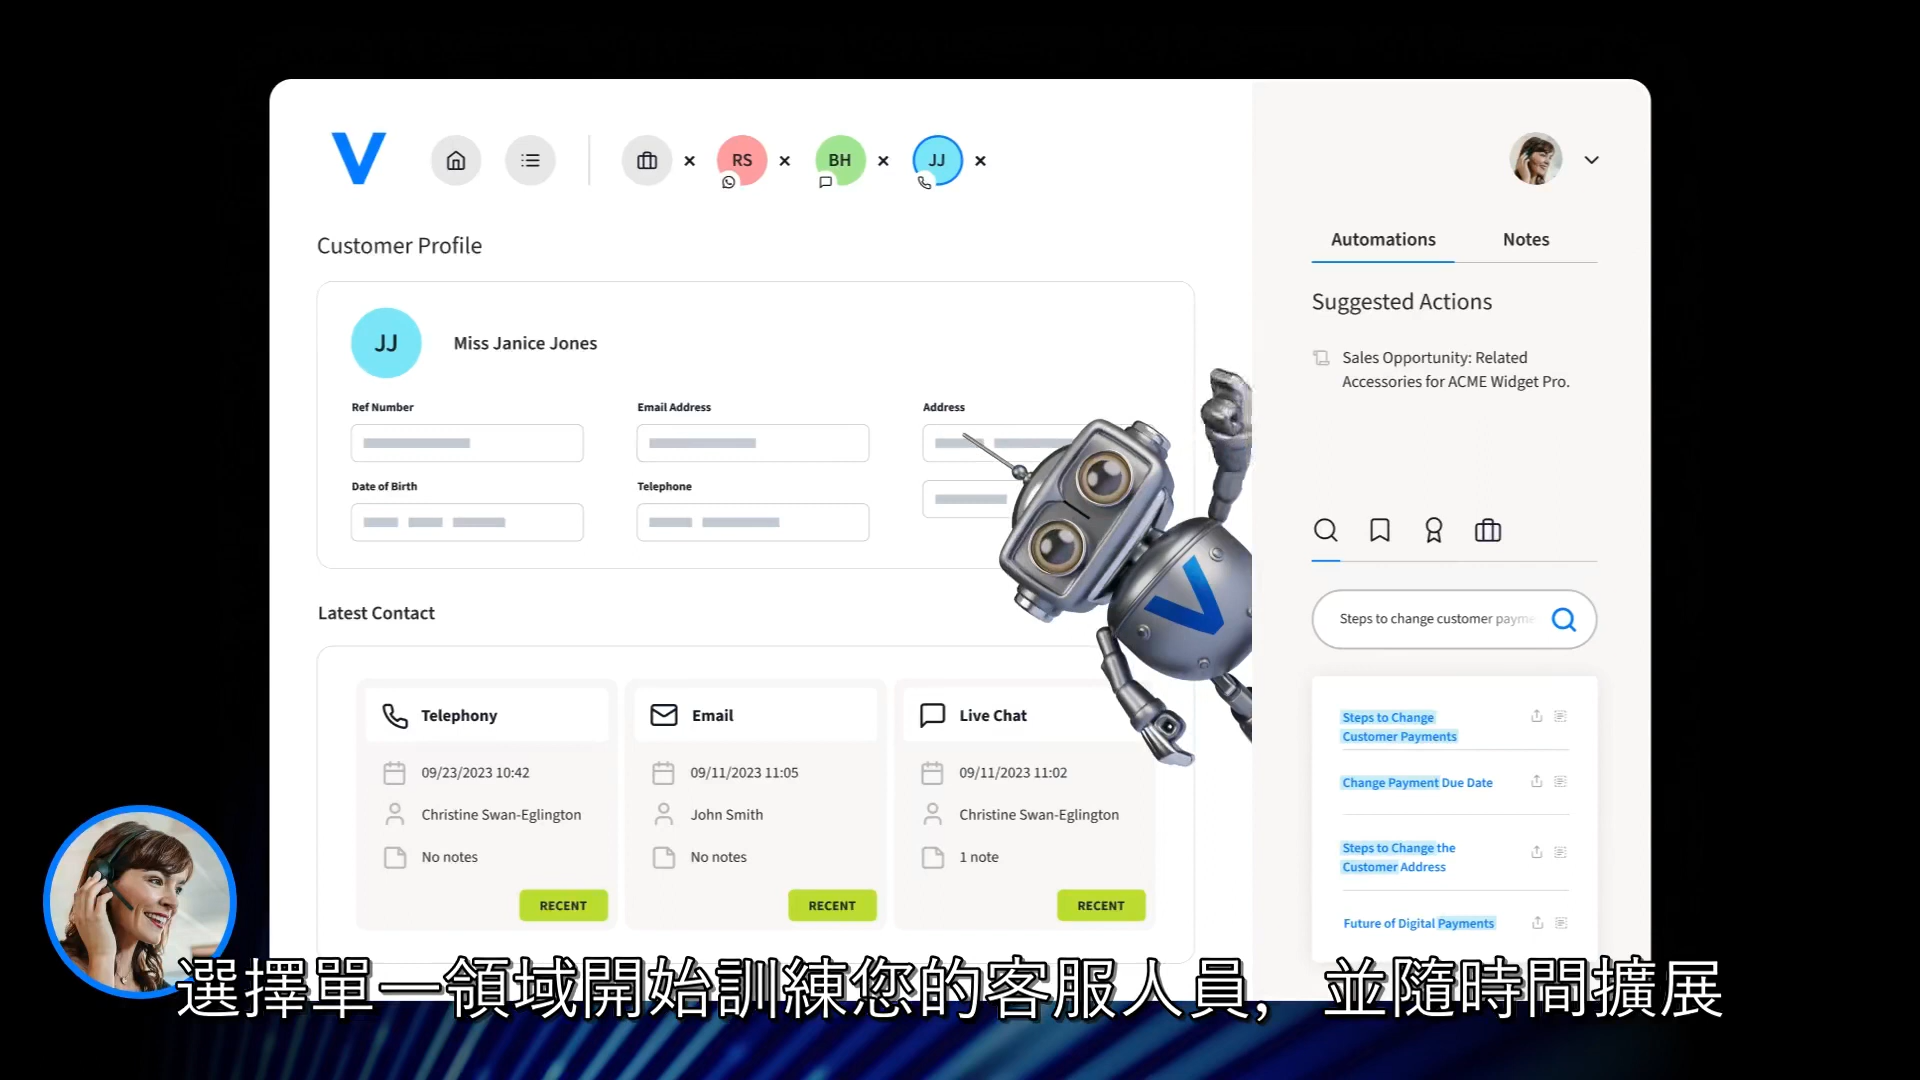 V
RS
BH
JJ
Customer Profile
JJ
Miss Janice Jones
Ref Number
Email Address
Address
Date of Birth
Telephone
V
Latest Contact
Telephony
09/23/2023 10:42
Christine Swan-Eglington
No notes
RECENT
Email
09/11/2023 11:05
John Smith
No notes
RECENT
Live Chat
09/11/2023 11:02
Christine Swan-Eglington
1 note
RECENT
Automations
Notes
Suggested Actions
Sales Opportunity: Related
Accessories for ACME Widget Pro.
Steps to change customer payme
Steps to Change
Customer Payments
Change Payment Due Date
Steps to Change the
Customer Address
Future of Digital Payments
選擇單一領域開始訓練您的客服人員，並隨時間擴展